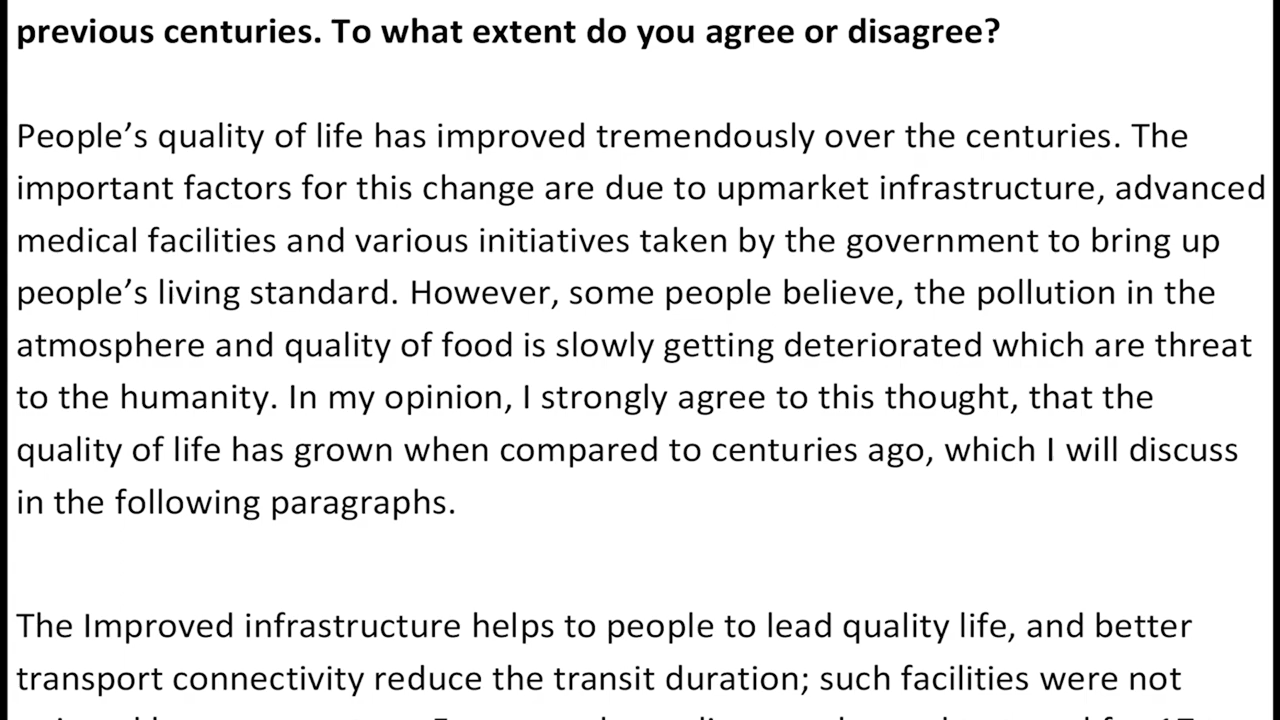 previous centuries. To what extent do you agree or disagree?
People’s quality of life has improved tremendously over the centuries. The
important factors for this change are due to upmarket infrastructure, advanced
medical facilities and various initiatives taken by the government to bring up
people’s living standard. However, some people believe, the pollution in the
atmosphere and quality of food is slowly getting deteriorated which are threat
to the humanity. In my opinion, I strongly agree to this thought, that the
quality of life has grown when compared to centuries ago, which I will discuss
in the following paragraphs.
The Improved infrastructure helps to people to lead quality life, and better
transport connectivity reduce the transit duration; such facilities were not